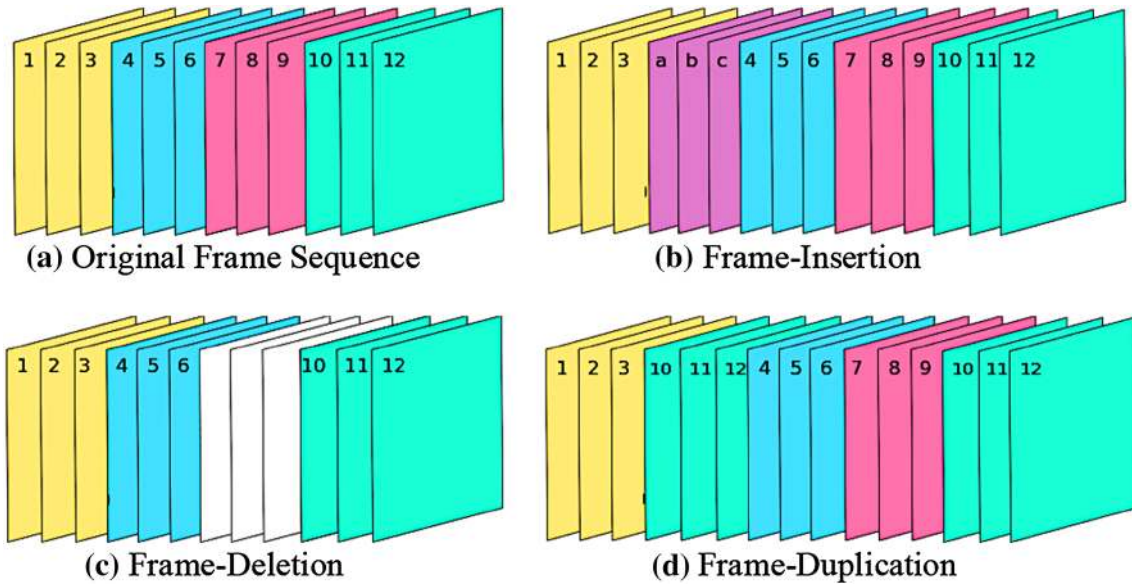 1 2 3 4 5 6 7 8 9 10 11 12
(a) Original Frame Sequence
1 2 3 a b c 4 5 6 7 8 9 10 11 12
(b) Frame-Insertion
1 2 3 4 5 6 10 11 12
(c) Frame-Deletion
1 2 3 10 11 12 4 5 6 7 8 9 10 11 12
(d) Frame-Duplication